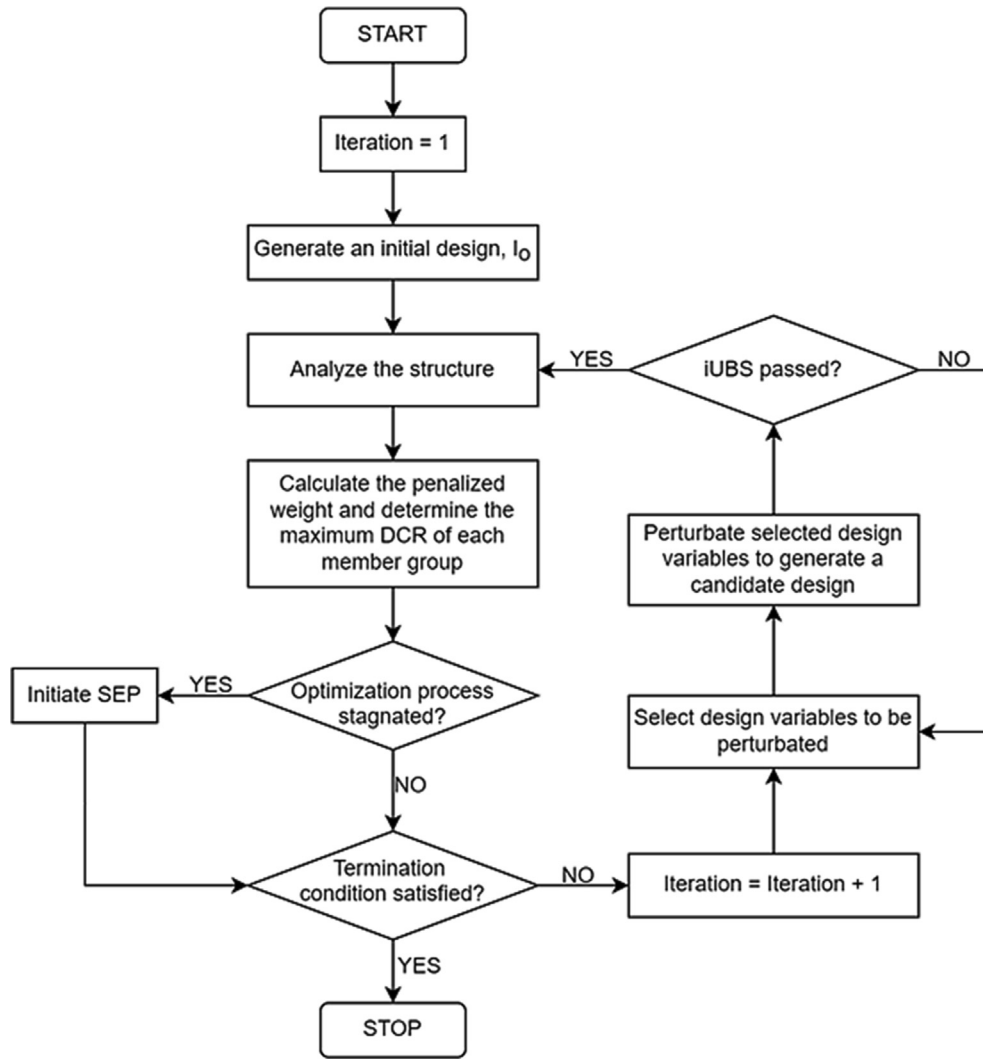 START
Iteration = 1
Generate an initial design, Io
Analyze the structure
YES
iUBS passed?
NO
Calculate the penalized
weight and determine the
maximum DCR of each
member group
Perturbate selected design
variables to generate a
candidate design
Initiate SEP
YES
Optimization process
stagnated?
Select design variables to be
perturbated
NO
Termination
condition satisfied?
NO
Iteration = Iteration + 1
YES
STOP